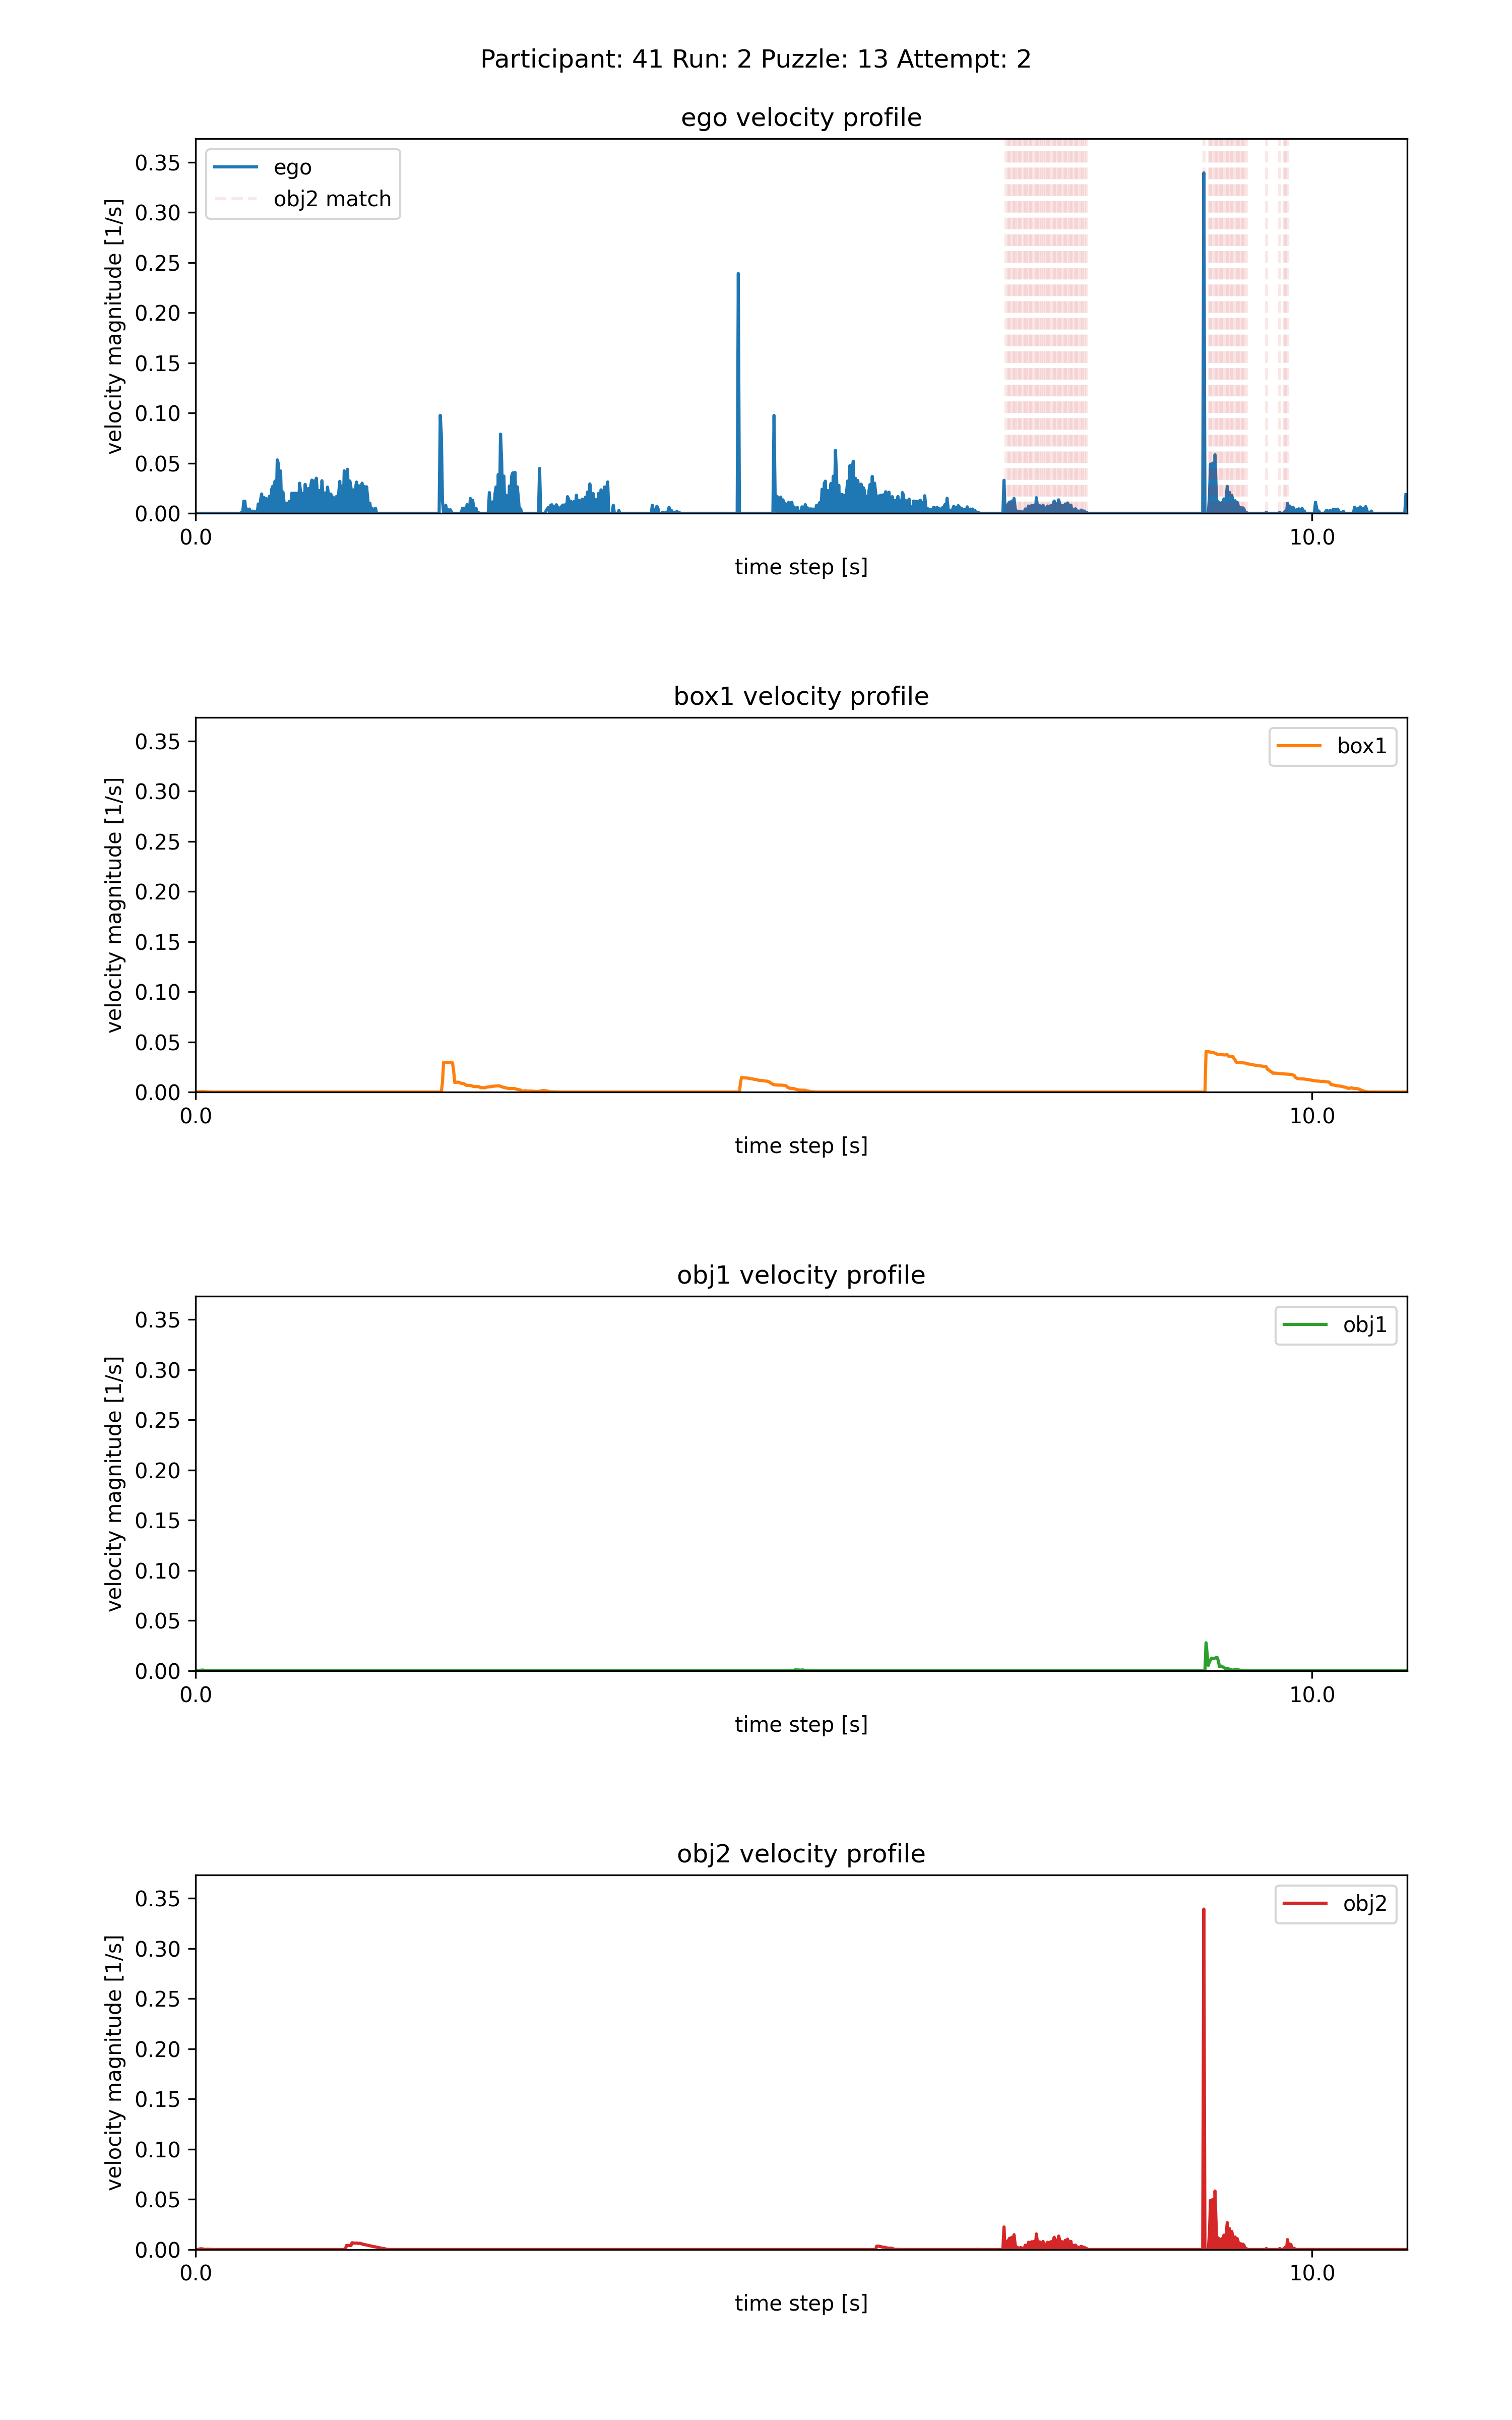 Participant: 41 Run: 2 Puzzle: 13 Attempt: 2
ego velocity profile
ego
obj2 match
velocity magnitude [1/s]
0.35
0.30
0.25
0.20
0.15
0.10
0.05
0.00
0.0
10.0
time step [s]
box1 velocity profile
box1
velocity magnitude [1/s]
0.35
0.30
0.25
0.20
0.15
0.10
0.05
0.00
0.0
10.0
time step [s]
obj1 velocity profile
obj1
velocity magnitude [1/s]
0.35
0.30
0.25
0.20
0.15
0.10
0.05
0.00
0.0
10.0
time step [s]
obj2 velocity profile
obj2
velocity magnitude [1/s]
0.35
0.30
0.25
0.20
0.15
0.10
0.05
0.00
0.0
10.0
time step [s]